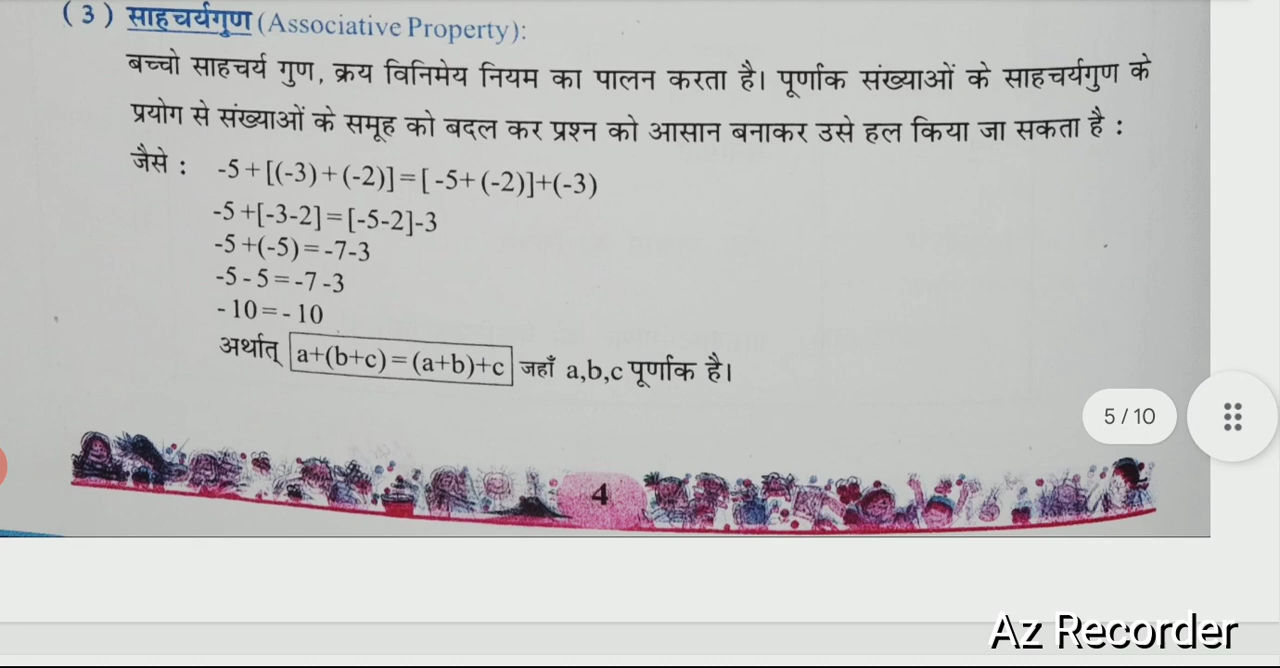 (3) साहचर्यगुण (Associative Property):
बच्चो साहचर्य गुण, क्रय विनिमेय नियम का पालन करता है। पूर्णाक संख्याओं के साहचर्यगुण के
प्रयोग से संख्याओं के समूह को बदल कर प्रश्न को आसान बनाकर उसे हल किया जा सकता है :
जैसे : -5+[(-3)+(-2)]=[-5+(-2)]+(-3)
-5+[-3-2]=[-5-2]-3
-5+(-5)=-7-3
-5-5=-7-3
-10=-10
अर्थात् a+(b+c)=(a+b)+c जहाँ a,b,c पूर्णाक है।
5/10
4
Az Recorder